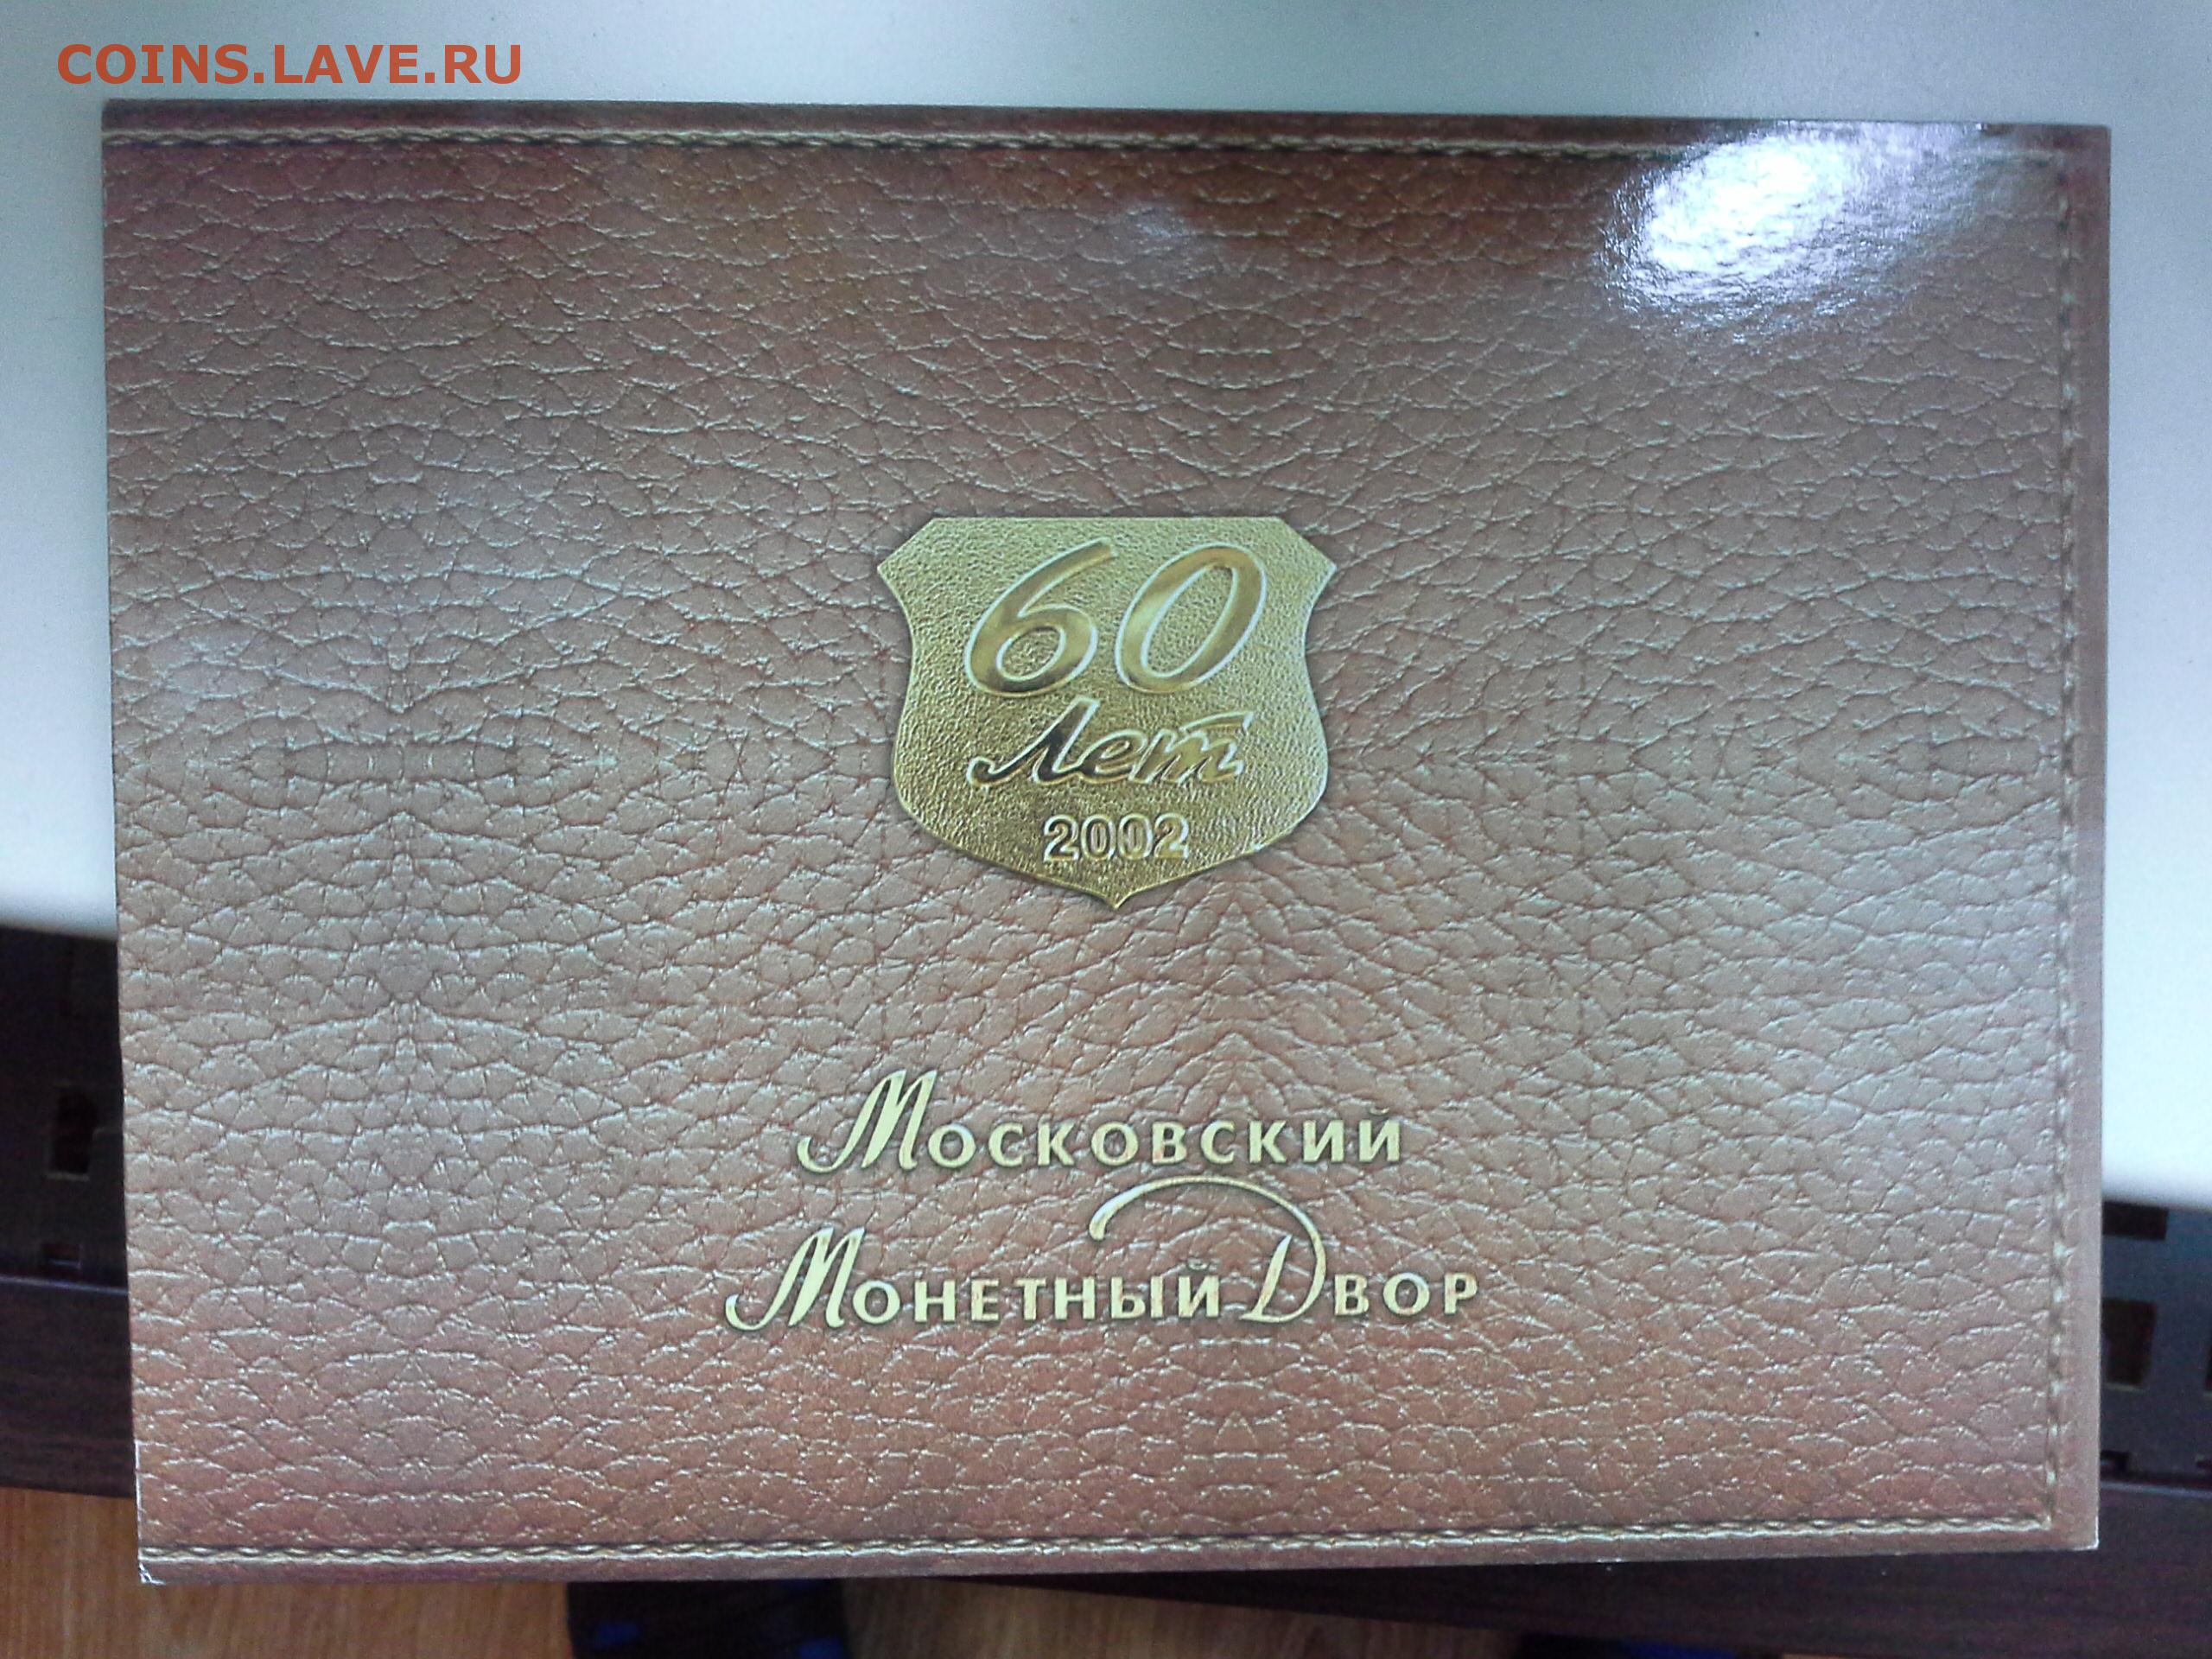 COINS.LAVE.RU
60
Лет
2002
Московский
Монетный Двор